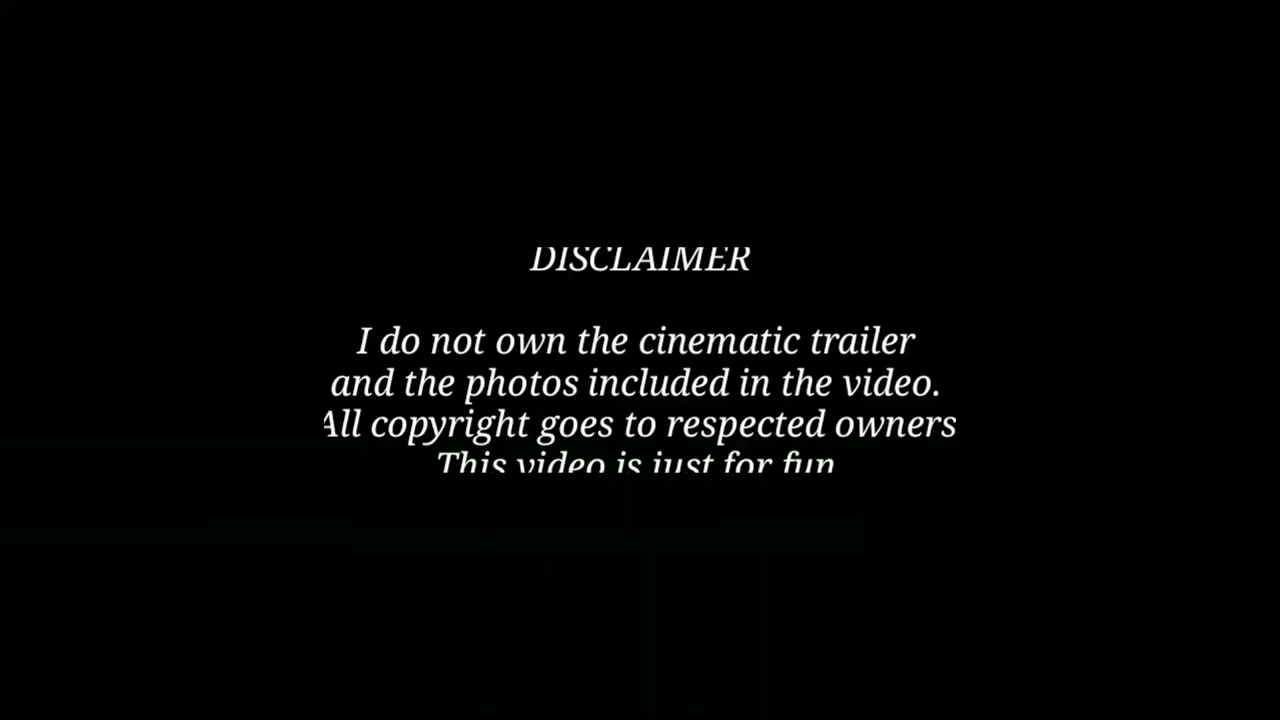 DISCLAIMER
I do not own the cinematic trailer
and the photos included in the video.
All copyright goes to respected owners
This video is just for fun